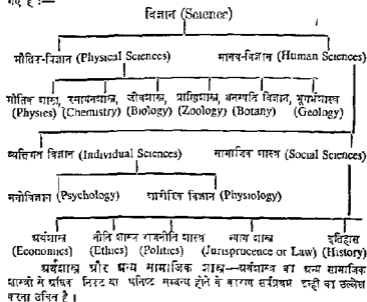 गए हैं :—
विज्ञान (Science)
भौतिक-विज्ञान (Physical Sciences) मानव-विज्ञान (Human Sciences)
भौतिक शास्त्र, रसायनशास्त्र, जीवशास्त्र, प्राणिशास्त्र, वनस्पति विज्ञान, भूगर्भशास्त्र
(Physics) (Chemistry) (Biology) (Zoology) (Botany) (Geology)
व्यक्तिगत विज्ञान (Individual Sciences) सामाजिक शास्त्र (Social Sciences)
मनोविज्ञान (Psychology) शारीरिक विज्ञान (Physiology)
अर्थशास्त्र नीति शास्त्र राजनीति शास्त्र न्याय शास्त्र इतिहास
(Economics) (Ethics) (Politics) (Jurisprucence or Law) (History)
अर्थशास्त्र और अन्य सामाजिक शास्त्र—अर्थशास्त्र का अन्य सामाजिक
शास्त्रों से अधिक निकट या घनिष्ट सम्बन्ध होने के कारण सर्वप्रथम इन्हीं का उल्लेख
करना उचित है ।